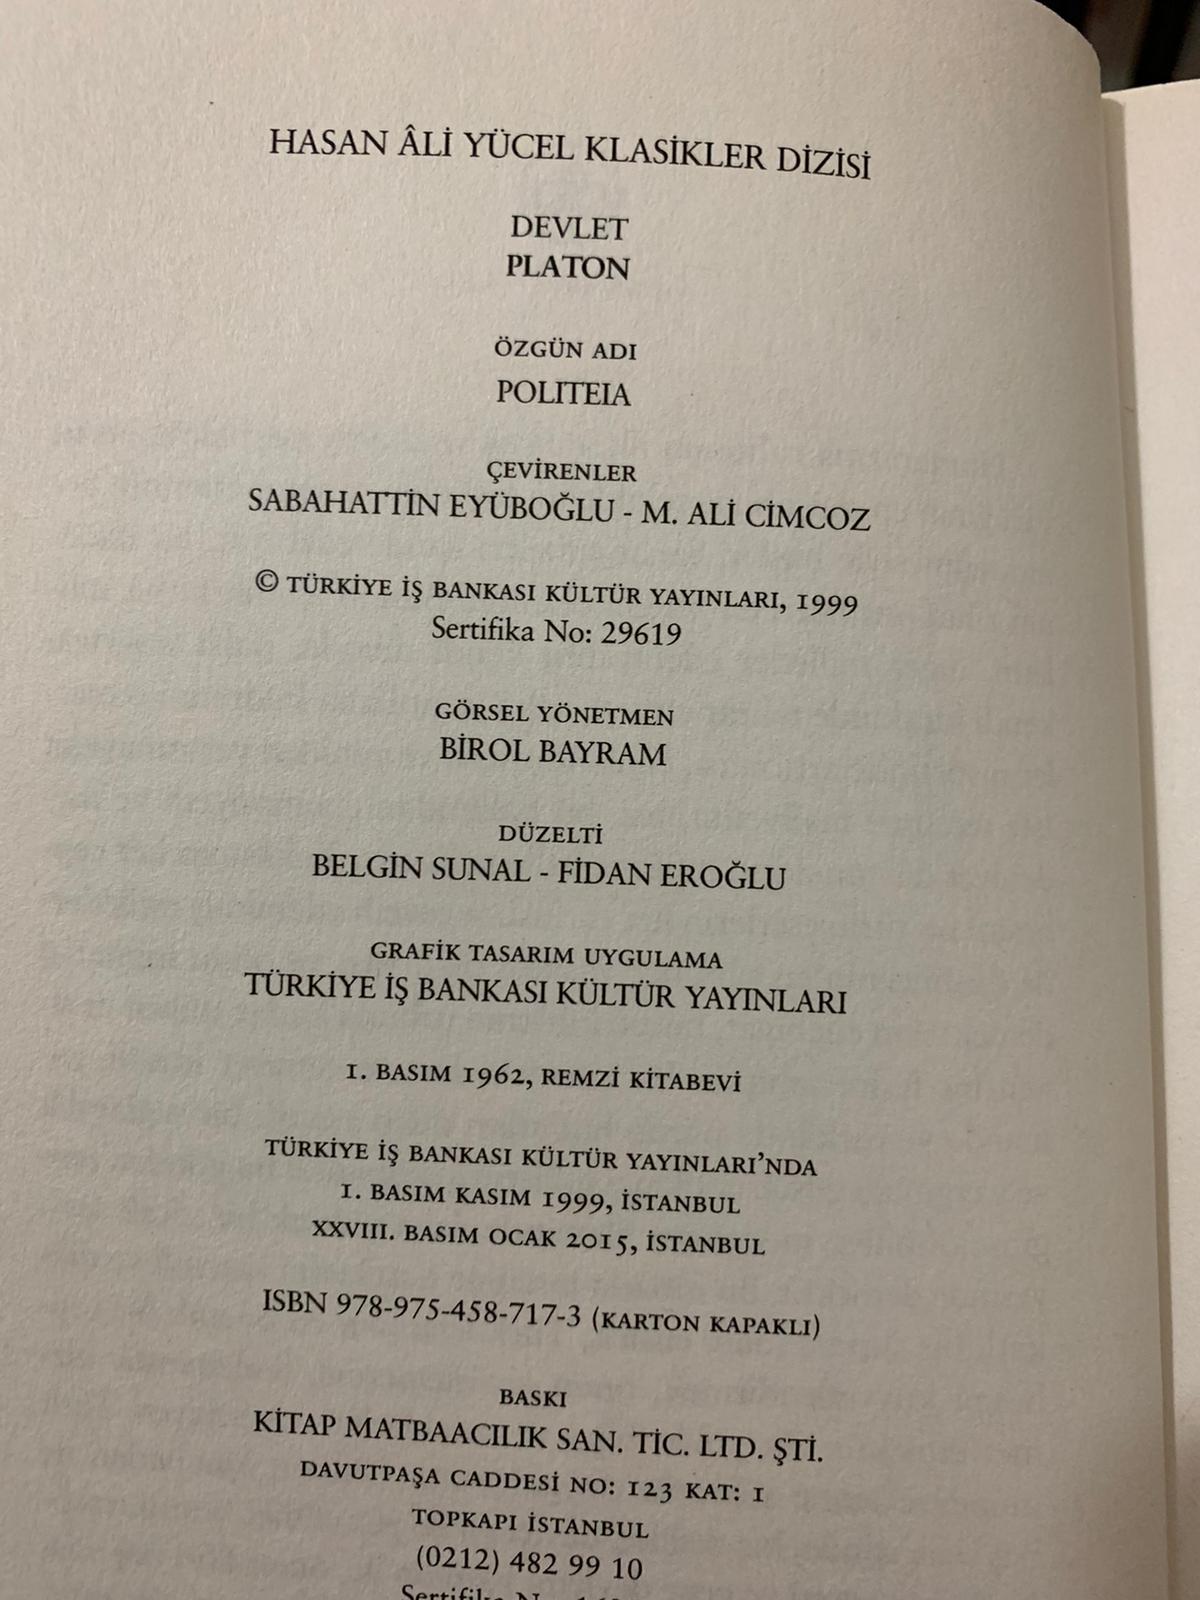 HASAN ÂLİ YÜCEL KLASİKLER DİZİSİ
DEVLET
PLATON
ÖZGÜN ADI
POLITEIA
ÇEVİRENLER
SABAHATTİN EYÜBOĞLU - M. ALİ CİMCOZ
© TÜRKİYE İŞ BANKASI KÜLTÜR YAYINLARI, 1999
Sertifika No: 29619
GÖRSEL YÖNETMEN
BİROL BAYRAM
DÜZELTİ
BELGİN SUNAL - FİDAN EROĞLU
GRAFİK TASARIM UYGULAMA
TÜRKİYE İŞ BANKASI KÜLTÜR YAYINLARI
1. BASIM 1962, REMZİ KİTABEVİ
TÜRKİYE İŞ BANKASI KÜLTÜR YAYINLARI'NDA
1. BASIM KASIM 1999, İSTANBUL
XXVIII. BASIM OCAK 2015, İSTANBUL
ISBN 978-975-458-717-3 (KARTON KAPAKLI)
BASKI
KİTAP MATBAACILIK SAN. TİC. LTD. ŞTİ.
DAVUTPAŞA CADDESİ NO: 123 KAT: 1
TOPKAPI İSTANBUL
(0212) 482 99 10
Sertifika